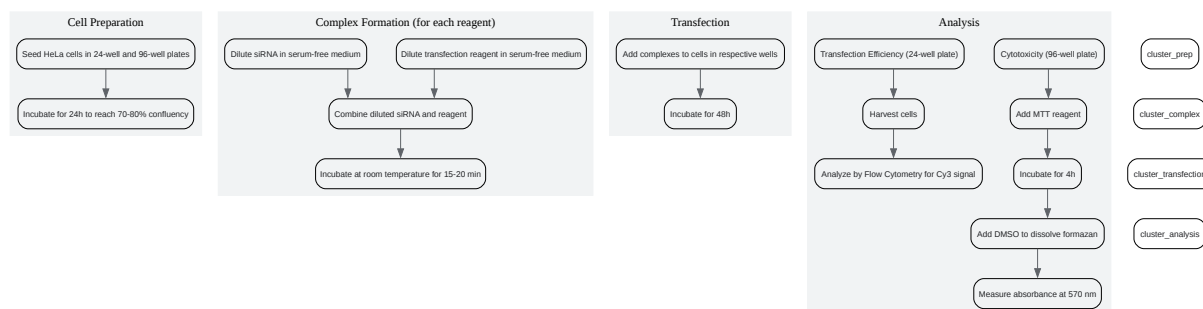 Cell Preparation
Seed HeLa cells in 24-well and 96-well plates
Incubate for 24h to reach 70-80% confluency
Complex Formation (for each reagent)
Dilute siRNA in serum-free medium
Dilute transfection reagent in serum-free medium
Combine diluted siRNA and reagent
Incubate at room temperature for 15-20 min
Transfection
Add complexes to cells in respective wells
Incubate for 48h
Analysis
Transfection Efficiency (24-well plate)
Harvest cells
Analyze by Flow Cytometry for Cy3 signal
Cytotoxicity (96-well plate)
Add MTT reagent
Incubate for 4h
Add DMSO to dissolve formazan
Measure absorbance at 570 nm
cluster_prep
cluster_complex
cluster_transfection
cluster_analysis